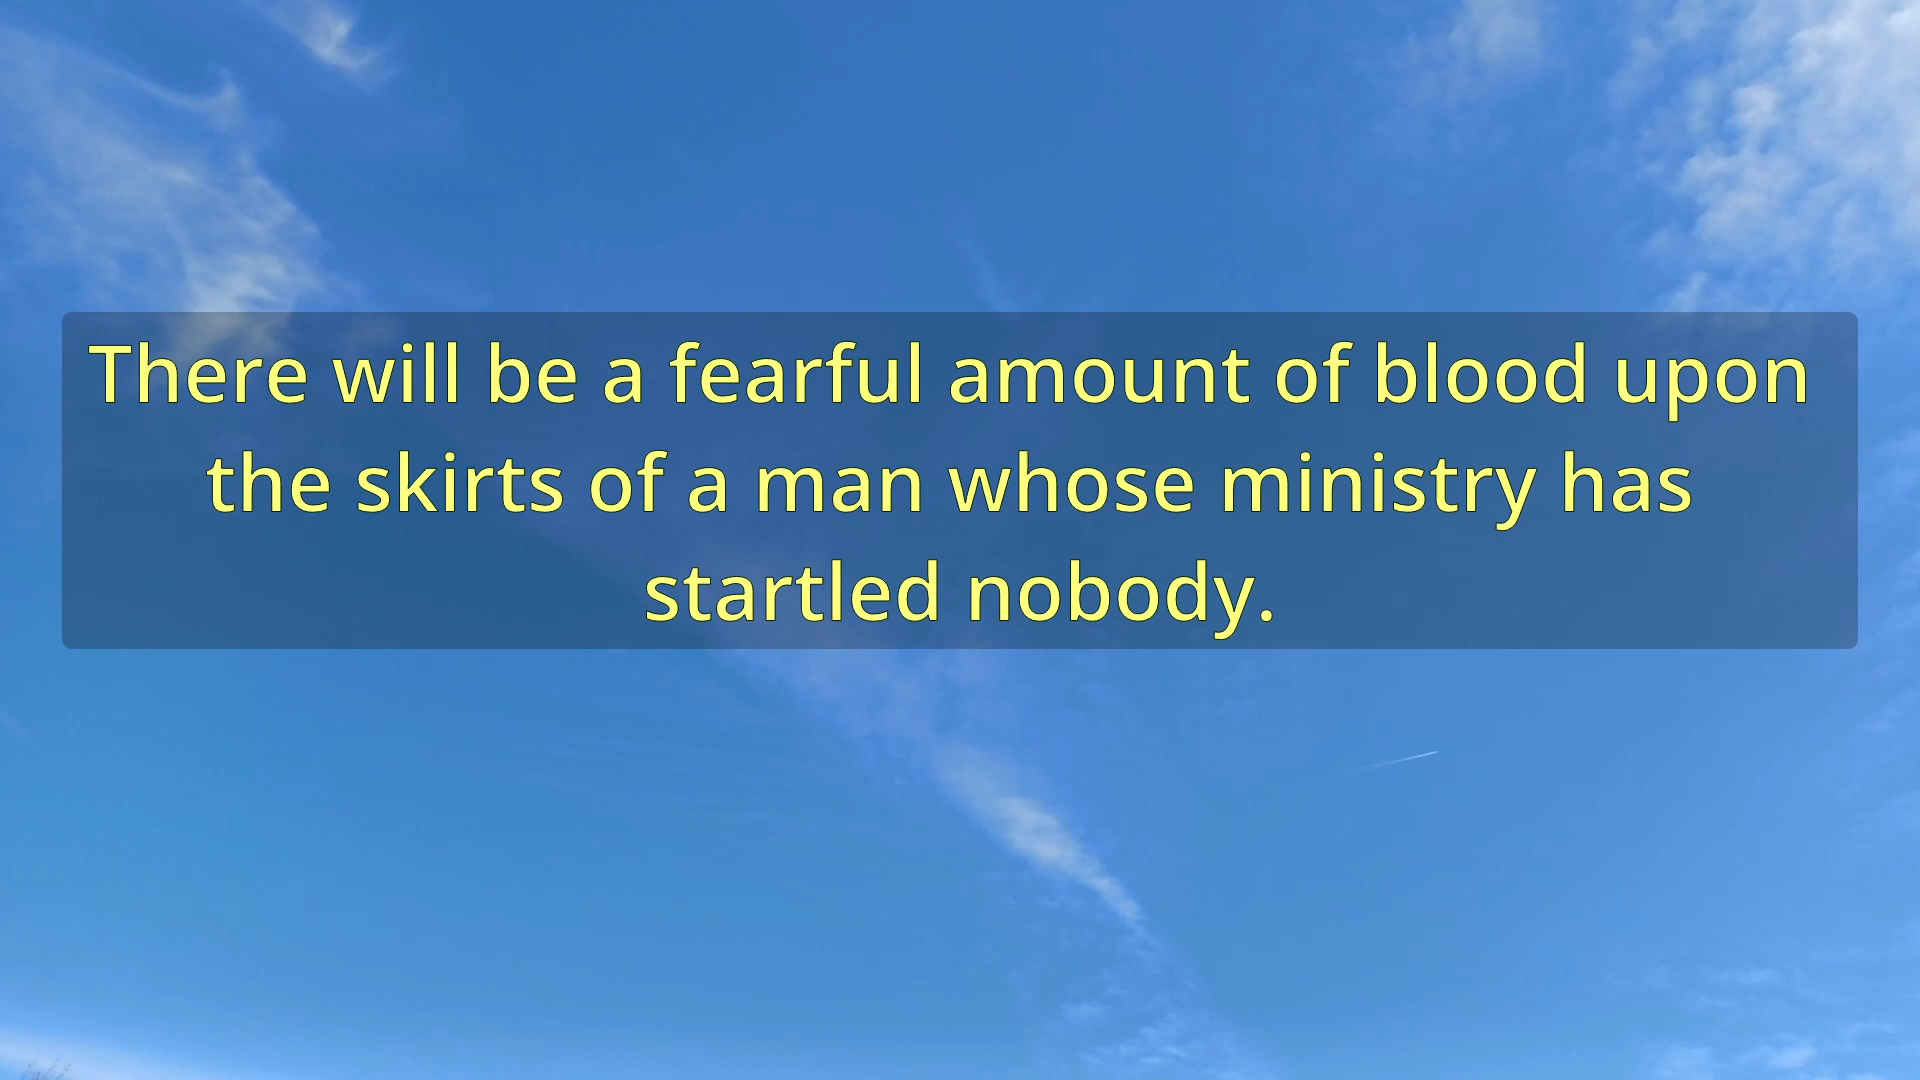 There will be a fearful amount of blood upon
the skirts of a man whose ministry has
startled nobody.